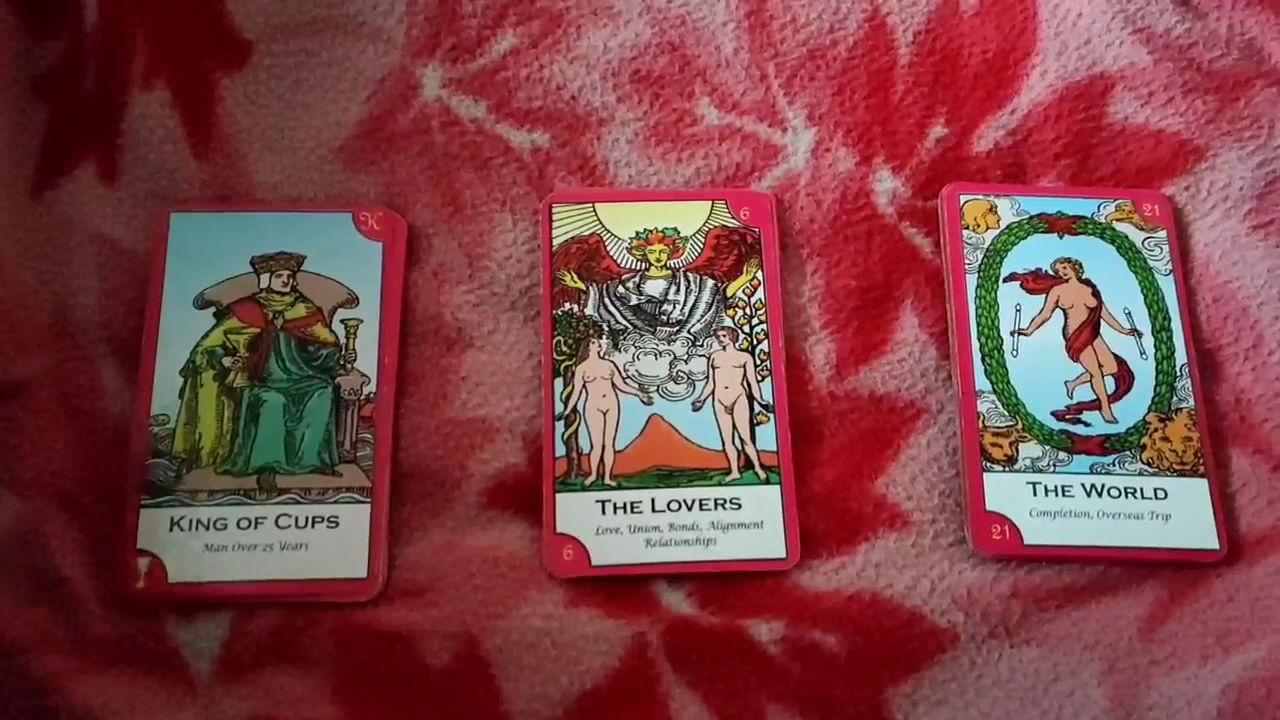 K
KING OF CUPS
Man Over 25 Years
6
THE LOVERS
Love, Union, Bonds, Alignment
Relationships
6
21
THE WORLD
Completion, Overseas Trip
21